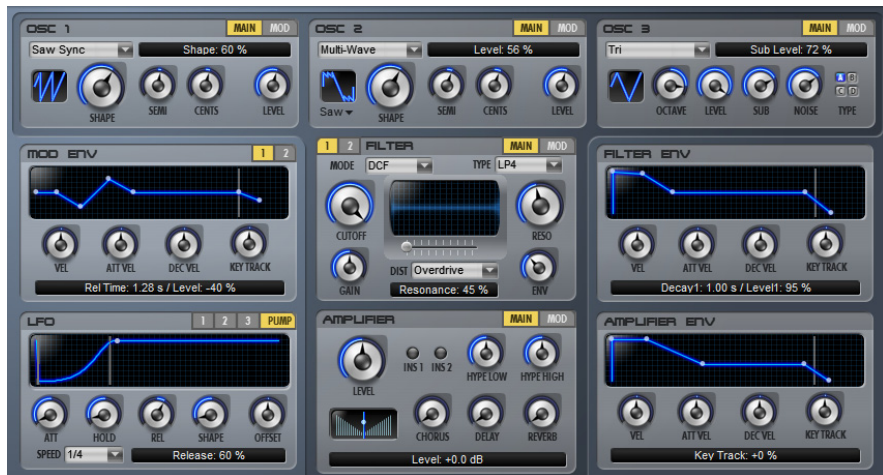 OSC 1 MAIN MOD
Saw Sync Shape: 60 %
SHAPE SEMI CENTS LEVEL
OSC 2 MAIN MOD
Multi-Wave Level: 56 %
Saw SHAPE SEMI CENTS LEVEL
OSC 3 MAIN MOD
Tri Sub Level: 72 %
OCTAVE LEVEL SUB NOISE TYPE
A B
C D
MOD ENV 1 2
VEL ATT VEL DEC VEL KEY TRACK
Rel Time: 1.28 s / Level: -40 %
1 2 FILTER MAIN MOD
MODE DCF TYPE LP4
CUTOFF RESO
DIST Overdrive
GAIN Resonance: 45 % ENV
FILTER ENV
VEL ATT VEL DEC VEL KEY TRACK
Decay1: 1.00 s / Level1: 95 %
LFO 1 2 3 PUMP
ATT HOLD REL SHAPE OFFSET
SPEED 1/4 Release: 60 %
AMPLIFIER MAIN MOD
LEVEL INS 1 INS 2 HYPE LOW HYPE HIGH
CHORUS DELAY REVERB
Level: +0.0 dB
AMPLIFIER ENV
VEL ATT VEL DEC VEL KEY TRACK
Key Track: +0 %